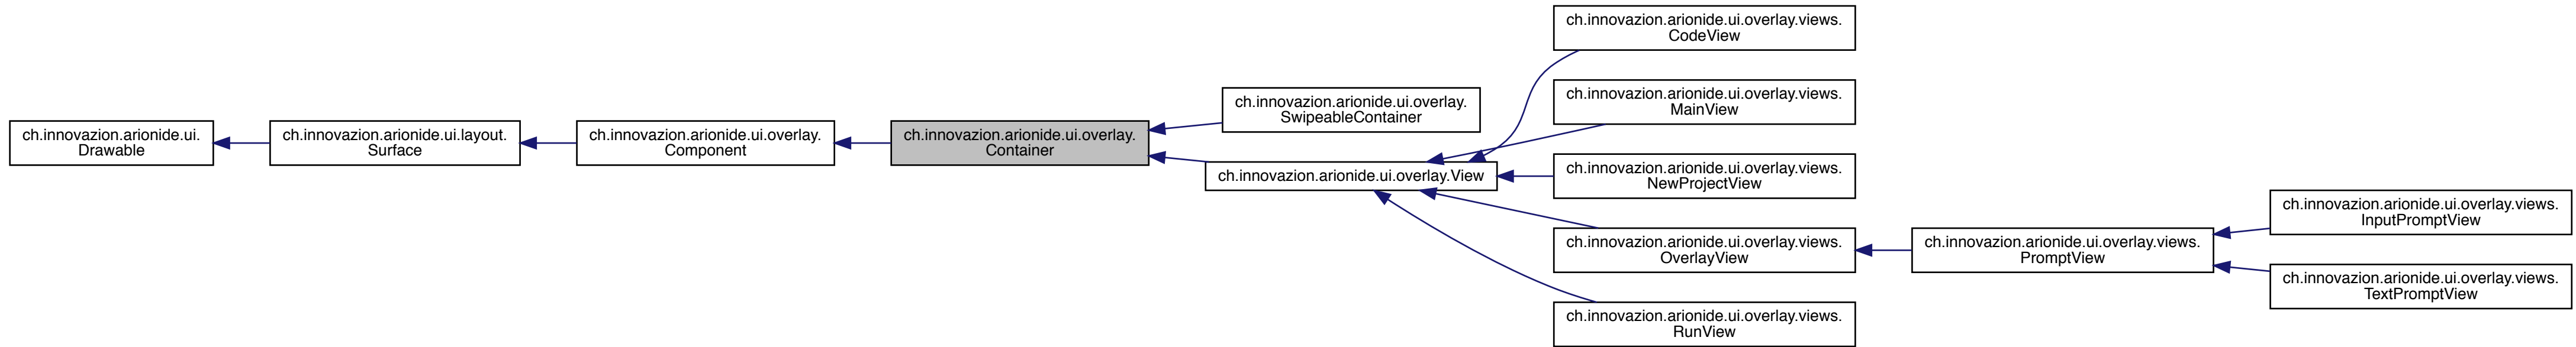 ch.innovazion.arionide.ui.
Drawable
ch.innovazion.arionide.ui.layout.
Surface
ch.innovazion.arionide.ui.overlay.
Component
ch.innovazion.arionide.ui.overlay.
Container
ch.innovazion.arionide.ui.overlay.
SwipeableContainer
ch.innovazion.arionide.ui.overlay.View
ch.innovazion.arionide.ui.overlay.views.
CodeView
ch.innovazion.arionide.ui.overlay.views.
MainView
ch.innovazion.arionide.ui.overlay.views.
NewProjectView
ch.innovazion.arionide.ui.overlay.views.
OverlayView
ch.innovazion.arionide.ui.overlay.views.
RunView
ch.innovazion.arionide.ui.overlay.views.
PromptView
ch.innovazion.arionide.ui.overlay.views.
InputPromptView
ch.innovazion.arionide.ui.overlay.views.
TextPromptView